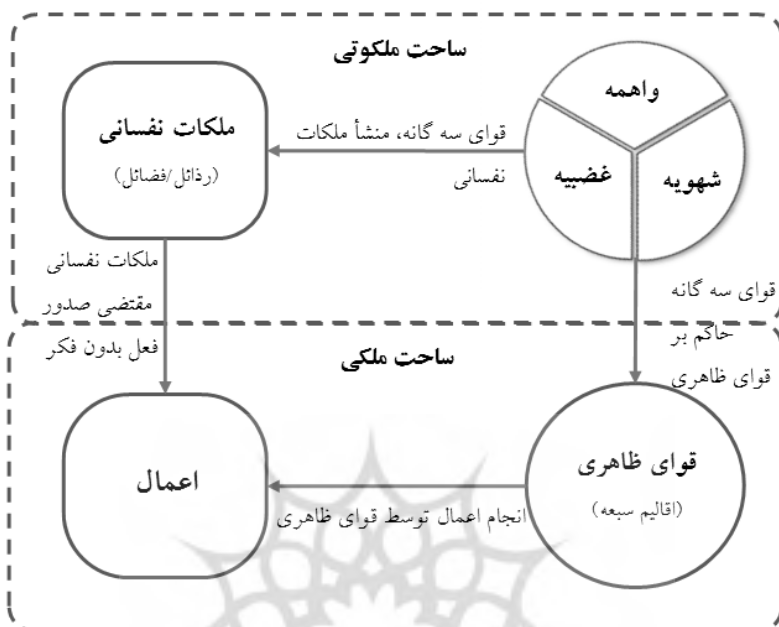 ساحت ملکوتی
واهمه
شهویه
غضبیه
قوای سه گانه، منشأ ملکات
نفسانی
ملکات نفسانی
(رذائل/فضائل)
قوای سه گانه
حاکم بر
قوای ظاهری
ملکات نفسانی
مقتضی صدور
فعل بدون فکر
ساحت ملکی
قوای ظاهری
(اقالیم سبعه)
انجام اعمال توسط قوای ظاهری
اعمال